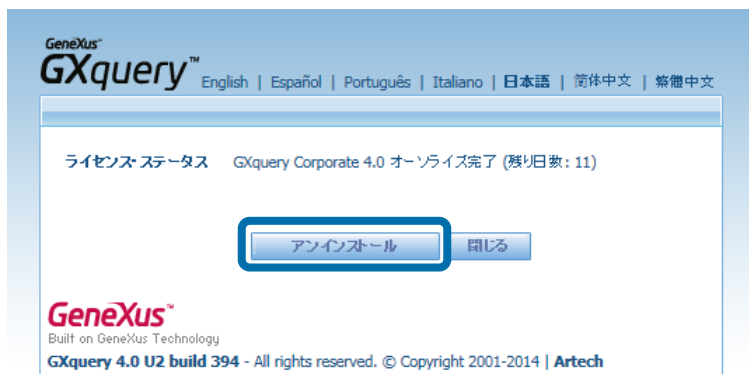 GeneXus™
GXquery™
English | Español | Português | Italiano | 日本語 | 简体中文 | 繁體中文
ライセンス・ステータス GXquery Corporate 4.0 オーソライズ完了 (残り日数: 11)
アンインストール 閉じる
GeneXus™
Built on GeneXus Technology
GXquery 4.0 U2 build 394 - All rights reserved. © Copyright 2001-2014 | Artech